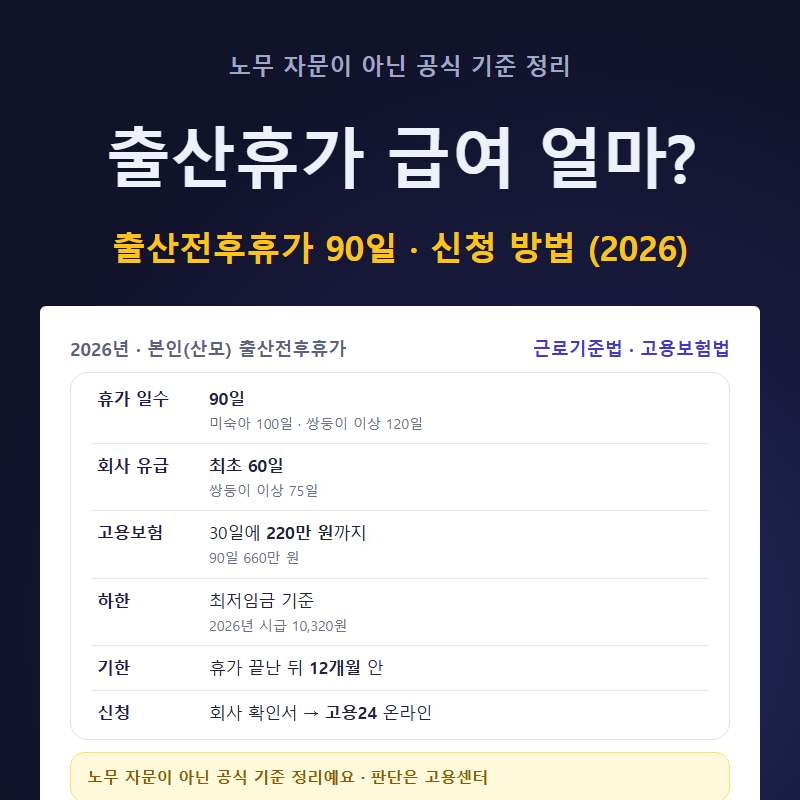 노무 자문이 아닌 공식 기준 정리
출산휴가 급여 얼마?
출산전후휴가 90일 · 신청 방법 (2026)
2026년 · 본인(산모) 출산전후휴가
근로기준법 · 고용보험법
휴가 일수
90일
미숙아 100일 · 쌍둥이 이상 120일
회사 유급
최초 60일
쌍둥이 이상 75일
고용보험
30일에 220만 원까지
90일 660만 원
하한
최저임금 기준
2026년 시급 10,320원
기한
휴가 끝난 뒤 12개월 안
신청
회사 확인서 → 고용24 온라인
노무 자문이 아닌 공식 기준 정리예요 · 판단은 고용센터